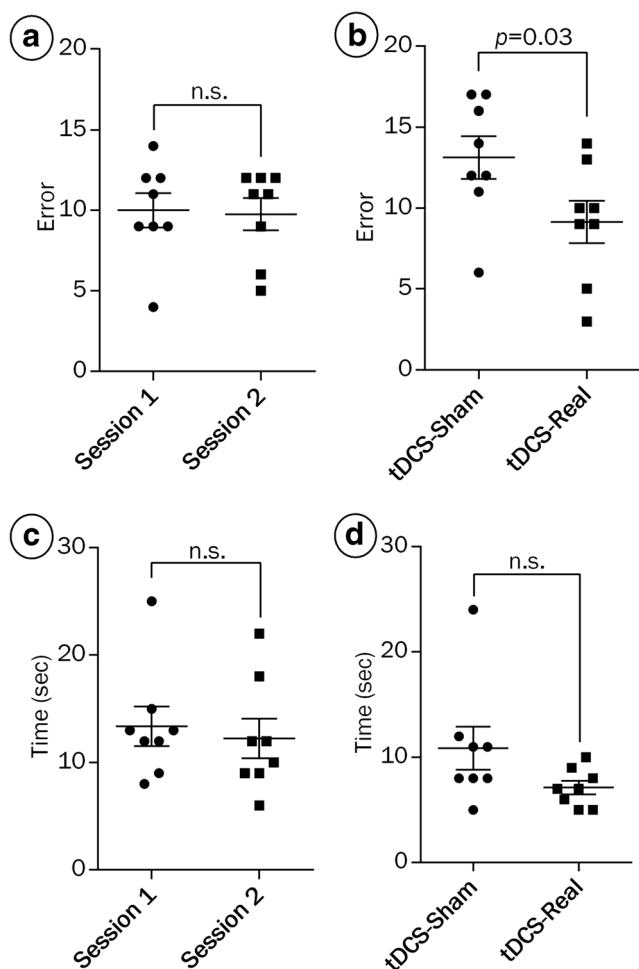 a
20
15
10
5
0
Error
n.s.
Session 1
Session 2
b
20
15
10
5
0
Error
p=0.03
tDCS-Sham
tDCS-Real
c
30
20
10
0
Time (sec)
n.s.
Session 1
Session 2
d
30
20
10
0
Time (sec)
n.s.
tDCS-Sham
tDCS-Real